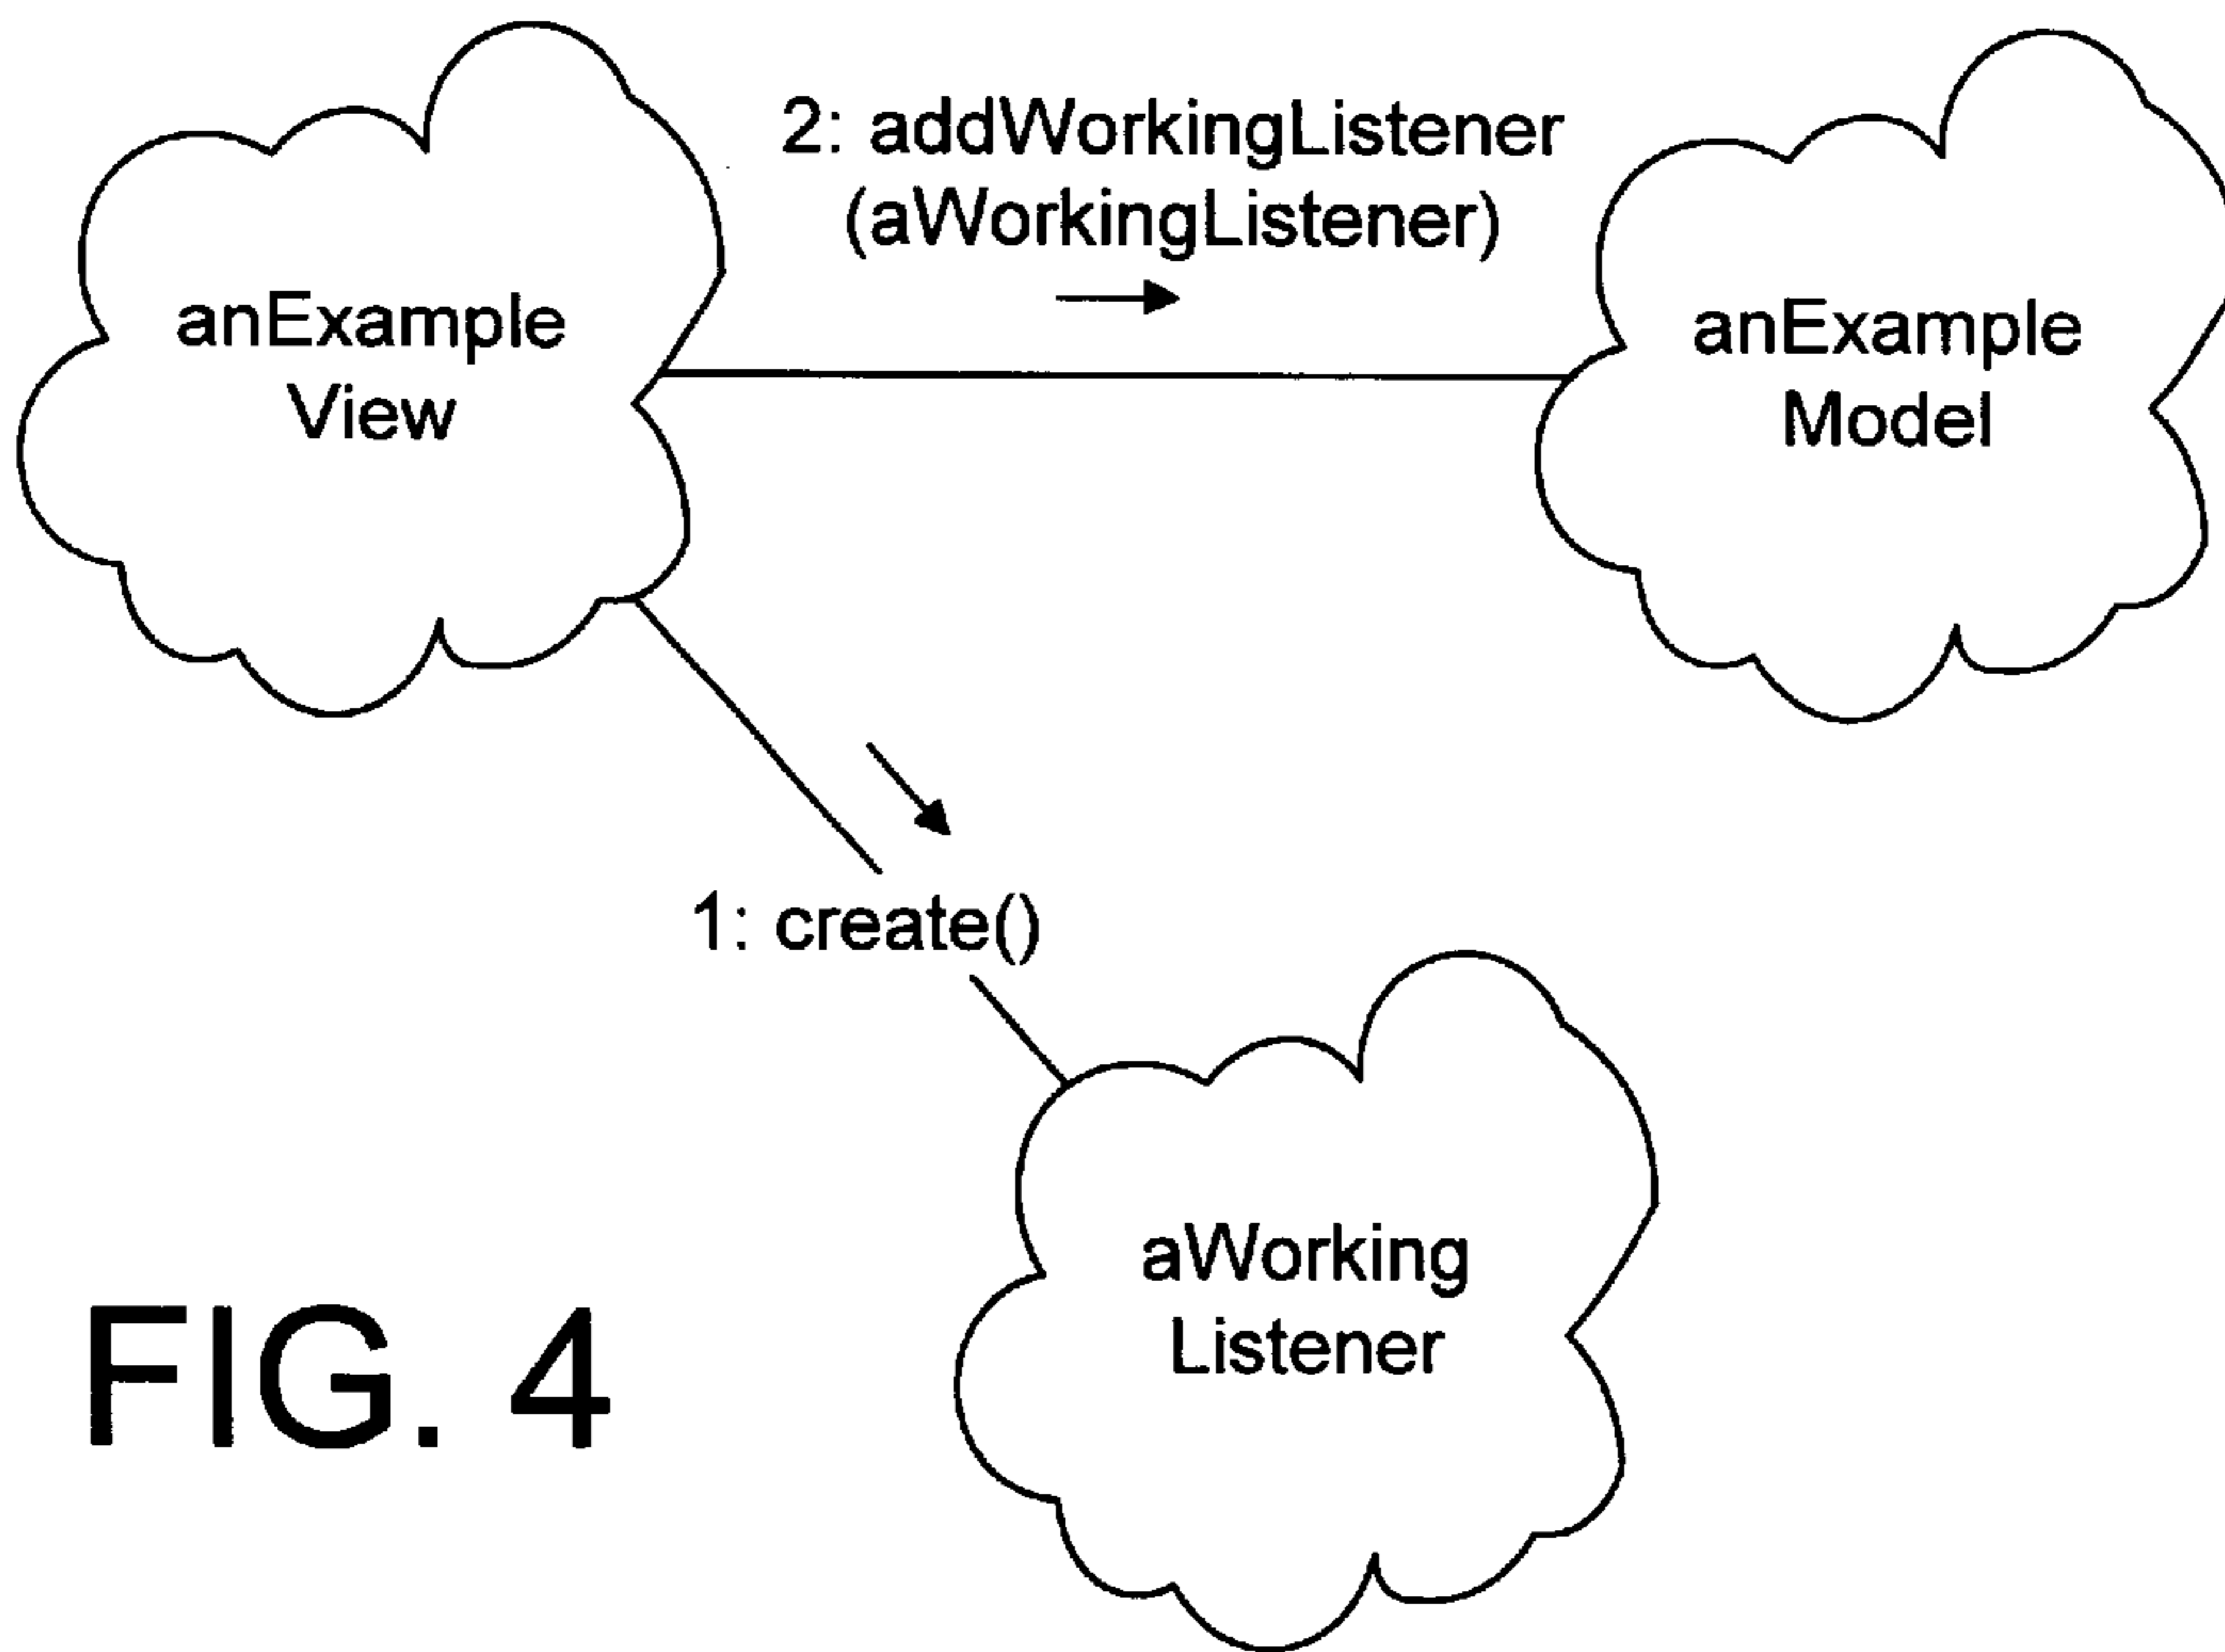 2: addWorkingListener
(aWorkingListener)
anExample
View
anExample
Model
1: create()
aWorking
Listener
FIG. 4